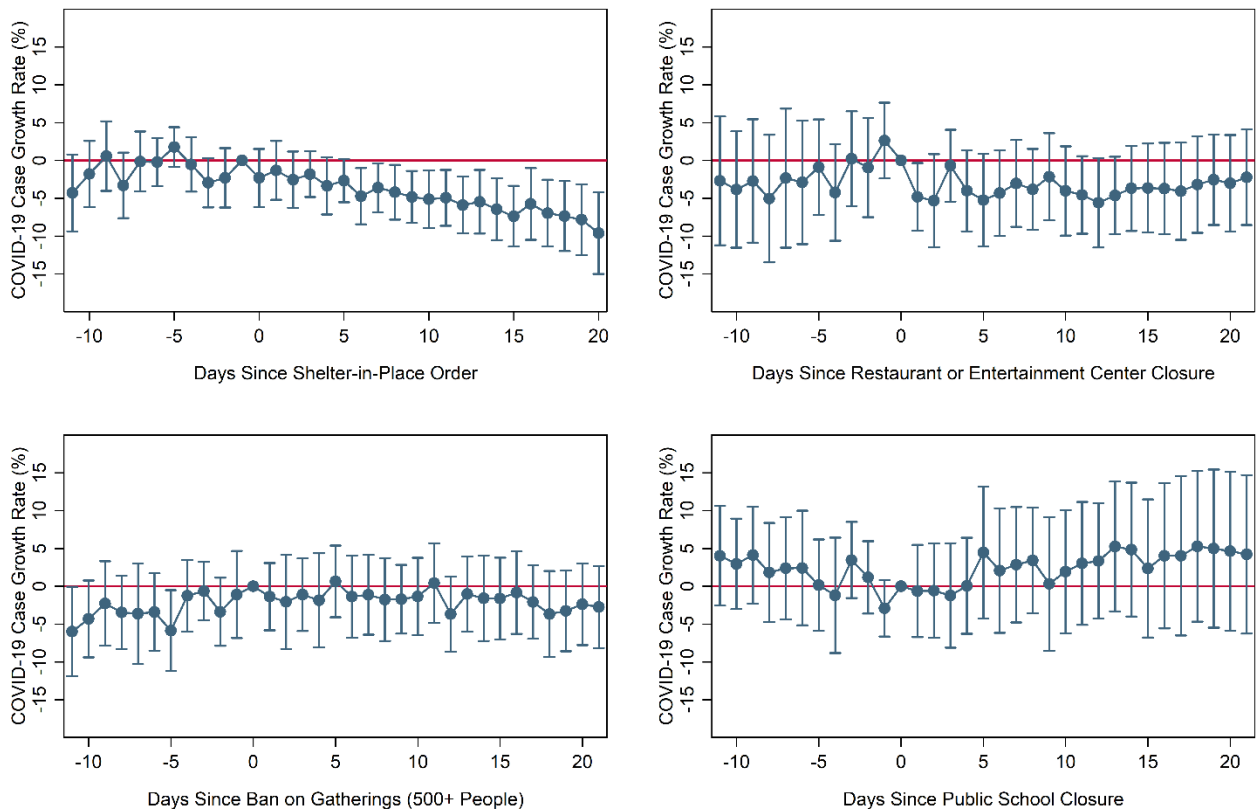 COVID-19 Case Growth Rate (%)
15
10
5
0
-5
-10
-15
-10 -5 0 5 10 15 20
Days Since Shelter-in-Place Order
COVID-19 Case Growth Rate (%)
15
10
5
0
-5
-10
-15
-10 -5 0 5 10 15 20
Days Since Restaurant or Entertainment Center Closure
COVID-19 Case Growth Rate (%)
15
10
5
0
-5
-10
-15
-10 -5 0 5 10 15 20
Days Since Ban on Gatherings (500+ People)
COVID-19 Case Growth Rate (%)
15
10
5
0
-5
-10
-15
-10 -5 0 5 10 15 20
Days Since Public School Closure